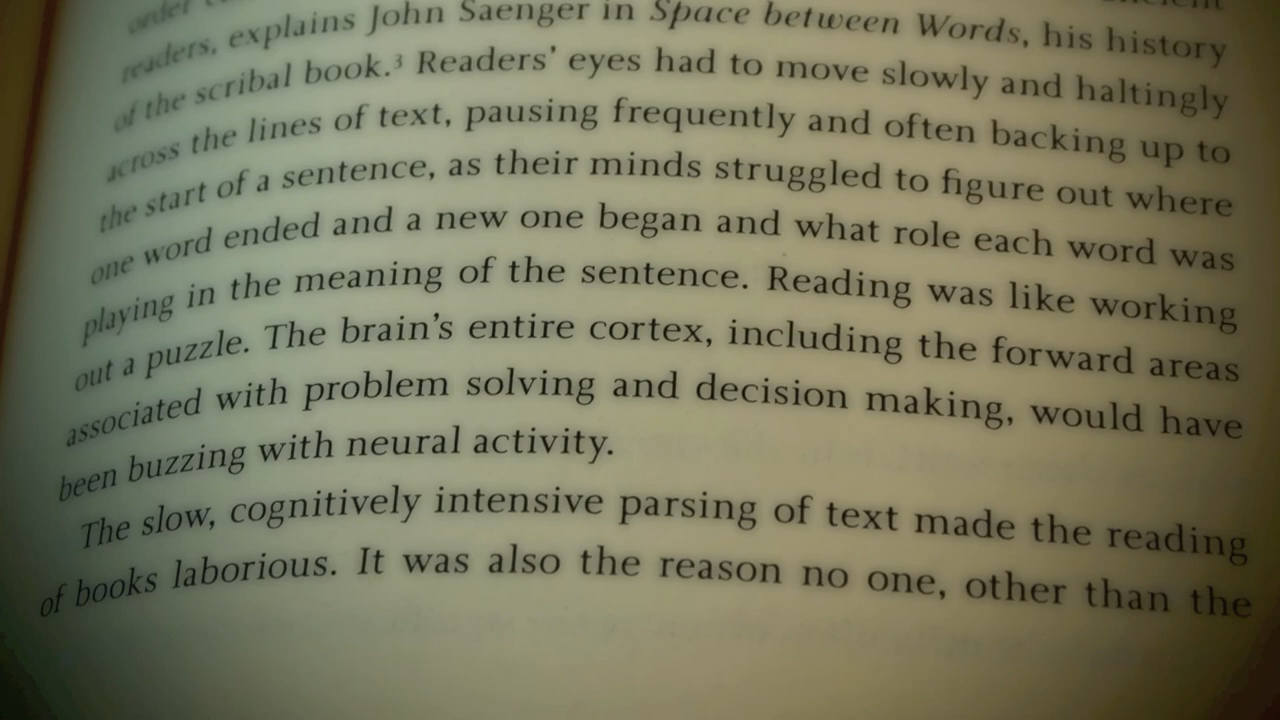 order
readers, explains John Saenger in Space between Words, his history
of the scribal book.³ Readers' eyes had to move slowly and haltingly
across the lines of text, pausing frequently and often backing up to
the start of a sentence, as their minds struggled to figure out where
one word ended and a new one began and what role each word was
playing in the meaning of the sentence. Reading was like working
out a puzzle. The brain's entire cortex, including the forward areas
associated with problem solving and decision making, would have
been buzzing with neural activity.
The slow, cognitively intensive parsing of text made the reading
of books laborious. It was also the reason no one, other than the